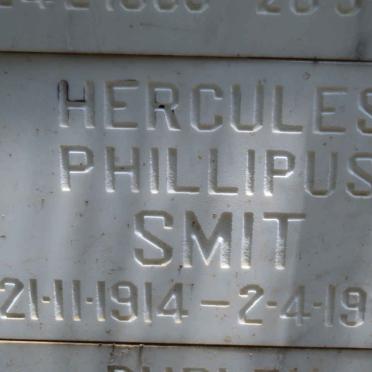 HERCULES
PHILLIPUS
SMIT
21-11-1914 - 2-4-19